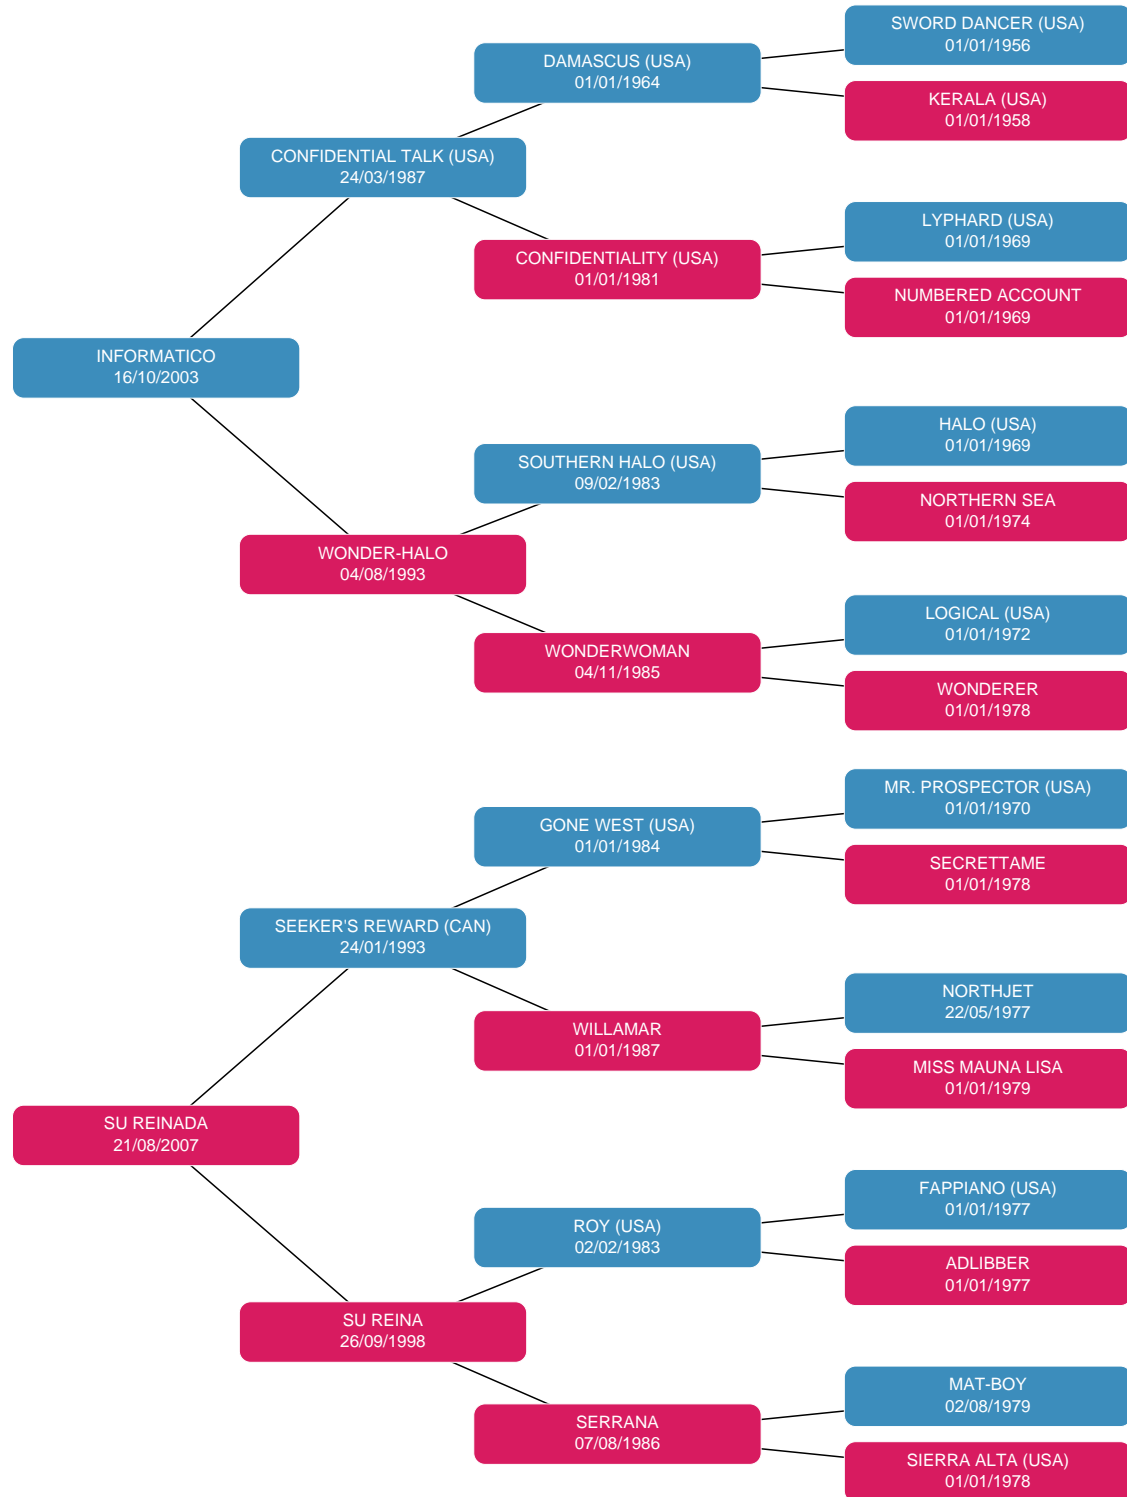 SWORD DANCER (USA)
01/01/1956
DAMASCUS (USA)
01/01/1964
KERALA (USA)
01/01/1958
CONFIDENTIAL TALK (USA)
24/03/1987
LYPHARD (USA)
01/01/1969
CONFIDENTIALITY (USA)
01/01/1981
NUMBERED ACCOUNT
01/01/1969
INFORMATICO
16/10/2003
HALO (USA)
01/01/1969
SOUTHERN HALO (USA)
09/02/1983
NORTHERN SEA
01/01/1974
WONDER-HALO
04/08/1993
LOGICAL (USA)
01/01/1972
WONDERWOMAN
04/11/1985
WONDERER
01/01/1978
MR. PROSPECTOR (USA)
01/01/1970
GONE WEST (USA)
01/01/1984
SECRETTAME
01/01/1978
SEEKER'S REWARD (CAN)
24/01/1993
NORTHJET
22/05/1977
WILLAMAR
01/01/1987
MISS MAUNA LISA
01/01/1979
SU REINADA
21/08/2007
FAPPIANO (USA)
01/01/1977
ROY (USA)
02/02/1983
ADLIBBER
01/01/1977
SU REINA
26/09/1998
MAT-BOY
02/08/1979
SERRANA
07/08/1986
SIERRA ALTA (USA)
01/01/1978